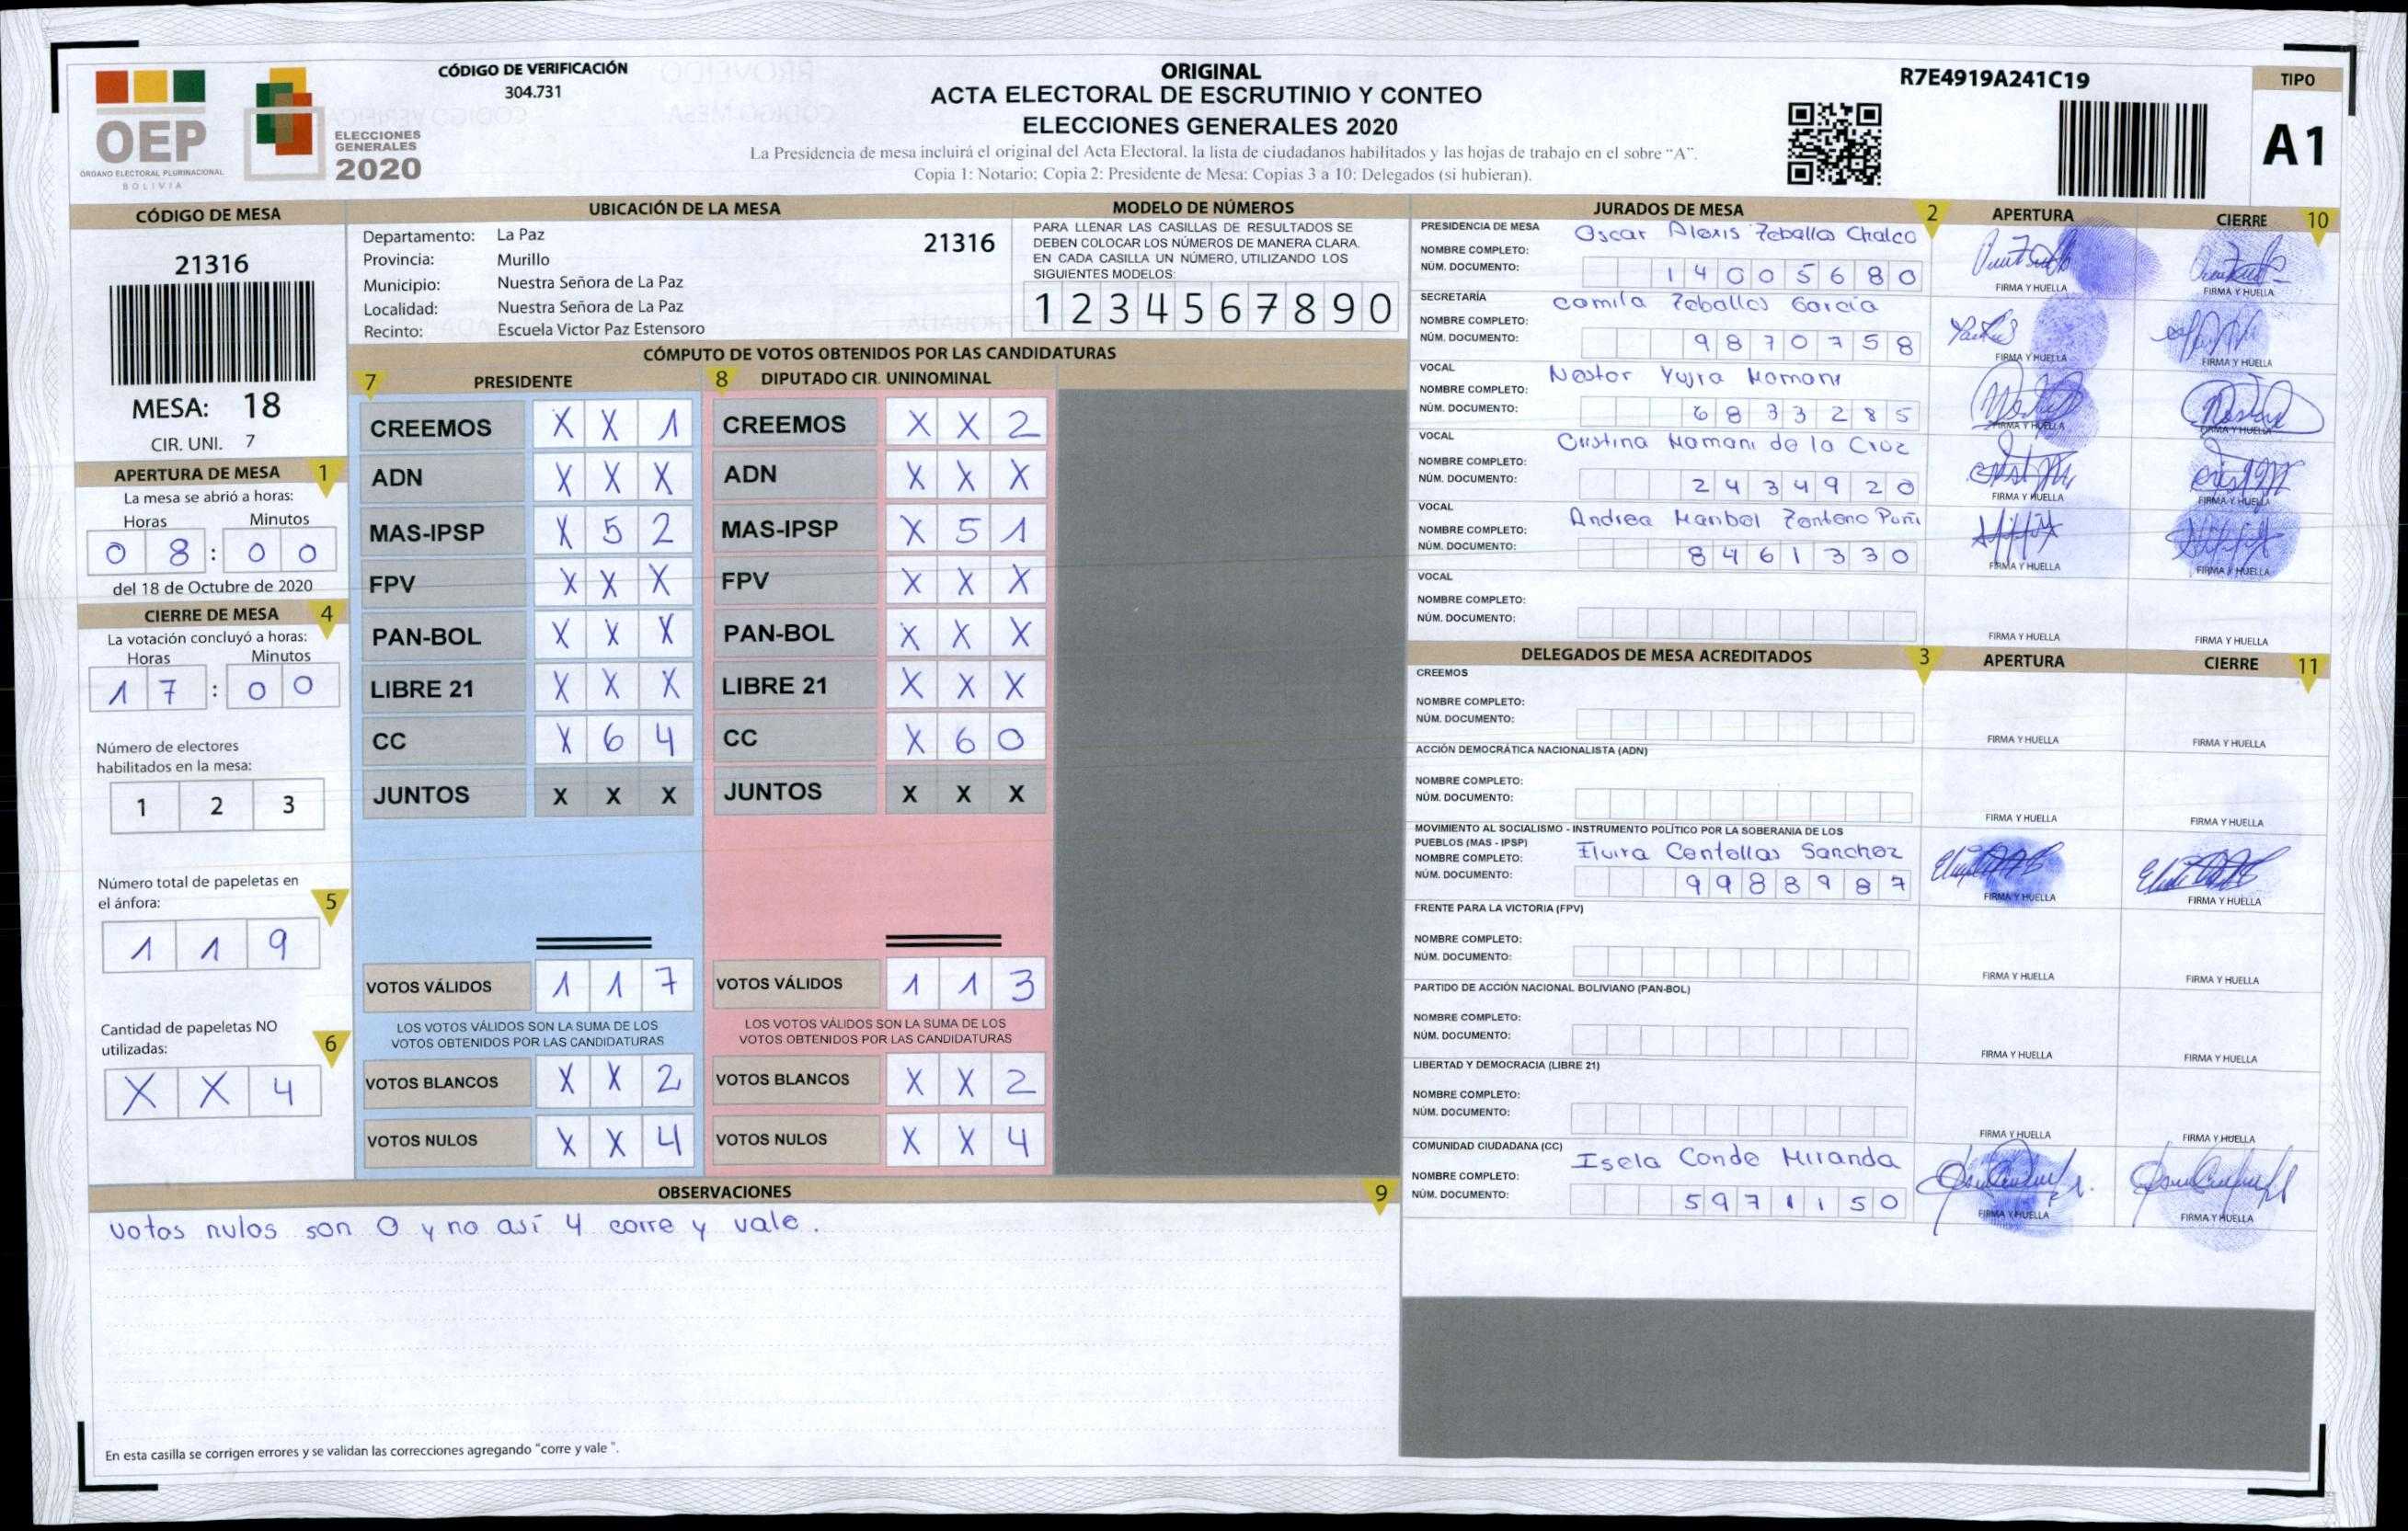 CÓDIGO DE VERIFICACIÓN
304.731
OEP
ÓRGANO ELECTORAL PLURINACIONAL
BOLIVIA
ELECCIONES
GENERALES
2020
ORIGINAL
ACTA ELECTORAL DE ESCRUTINIO Y CONTEO
ELECCIONES GENERALES 2020
La Presidencia de mesa incluirá el original del Acta Electoral, la lista de ciudadanos habilitados y las hojas de trabajo en el sobre "A".
Copia 1: Notario; Copia 2: Presidente de Mesa; Copias 3 a 10: Delegados (si hubieran).
R7E4919A241C19
TIPO
A1
CÓDIGO DE MESA
21316
MESA: 18
CIR. UNI. 7
APERTURA DE MESA 1
La mesa se abrió a horas:
Horas Minutos
0 8 : 0 0
del 18 de Octubre de 2020
CIERRE DE MESA 4
La votación concluyó a horas:
Horas Minutos
1 7 : 0 0
Número de electores
habilitados en la mesa:
1 2 3
Número total de papeletas en
el ánfora: 5
1 1 9
Cantidad de papeletas NO
utilizadas: 6
X X 4
UBICACIÓN DE LA MESA
Departamento: La Paz 21316
Provincia: Murillo
Municipio: Nuestra Señora de La Paz
Localidad: Nuestra Señora de La Paz
Recinto: Escuela Victor Paz Estensoro
MODELO DE NÚMEROS
PARA LLENAR LAS CASILLAS DE RESULTADOS SE
DEBEN COLOCAR LOS NÚMEROS DE MANERA CLARA.
EN CADA CASILLA UN NÚMERO, UTILIZANDO LOS
SIGUIENTES MODELOS:
1 2 3 4 5 6 7 8 9 0
CÓMPUTO DE VOTOS OBTENIDOS POR LAS CANDIDATURAS
7 PRESIDENTE
CREEMOS X X 1
ADN X X X
MAS-IPSP X 5 2
FPV X X X
PAN-BOL X X X
LIBRE 21 X X X
CC X 6 4
JUNTOS X X X
VOTOS VÁLIDOS 1 1 7
LOS VOTOS VÁLIDOS SON LA SUMA DE LOS
VOTOS OBTENIDOS POR LAS CANDIDATURAS
VOTOS BLANCOS X X 2
VOTOS NULOS X X 4
8 DIPUTADO CIR. UNINOMINAL
CREEMOS X X 2
ADN X X X
MAS-IPSP X 5 1
FPV X X X
PAN-BOL X X X
LIBRE 21 X X X
CC X 6 0
JUNTOS X X X
VOTOS VÁLIDOS 1 1 3
LOS VOTOS VÁLIDOS SON LA SUMA DE LOS
VOTOS OBTENIDOS POR LAS CANDIDATURAS
VOTOS BLANCOS X X 2
VOTOS NULOS X X 4
OBSERVACIONES 9
votos nulos son 0 y no así 4 corre y vale.
En esta casilla se corrigen errores y se validan las correcciones agregando "corre y vale ".
JURADOS DE MESA 2 APERTURA CIERRE 10
PRESIDENCIA DE MESA
NOMBRE COMPLETO: Oscar Alexis Zeballos Chalco
NÚM. DOCUMENTO: 1 4 0 0 5 6 8 0
FIRMA Y HUELLA FIRMA Y HUELLA
SECRETARÍA
NOMBRE COMPLETO: Camila Zeballos García
NÚM. DOCUMENTO: 9 8 7 0 7 5 8
FIRMA Y HUELLA FIRMA Y HUELLA
VOCAL
NOMBRE COMPLETO: Nestor Yujra Mamani
NÚM. DOCUMENTO: 6 8 3 3 2 8 5
FIRMA Y HUELLA FIRMA Y HUELLA
VOCAL
NOMBRE COMPLETO: Cristina Mamani de la Cruz
NÚM. DOCUMENTO: 2 4 3 4 9 2 0
FIRMA Y HUELLA FIRMA Y HUELLA
VOCAL
NOMBRE COMPLETO: Andrea Maribel Zenteno
NÚM. DOCUMENTO: 8 4 6 1 3 3 0
FIRMA Y HUELLA FIRMA Y HUELLA
VOCAL
NOMBRE COMPLETO:
NÚM. DOCUMENTO:
FIRMA Y HUELLA FIRMA Y HUELLA
DELEGADOS DE MESA ACREDITADOS 3 APERTURA CIERRE 11
CREEMOS
NOMBRE COMPLETO:
NÚM. DOCUMENTO:
FIRMA Y HUELLA FIRMA Y HUELLA
ACCIÓN DEMOCRÁTICA NACIONALISTA (ADN)
NOMBRE COMPLETO:
NÚM. DOCUMENTO:
FIRMA Y HUELLA FIRMA Y HUELLA
MOVIMIENTO AL SOCIALISMO - INSTRUMENTO POLÍTICO POR LA SOBERANIA DE LOS
PUEBLOS (MAS - IPSP)
NOMBRE COMPLETO: Elvira Centellas Sanchez
NÚM. DOCUMENTO: 9 9 8 8 9 8 7
FIRMA Y HUELLA FIRMA Y HUELLA
FRENTE PARA LA VICTORIA (FPV)
NOMBRE COMPLETO:
NÚM. DOCUMENTO:
FIRMA Y HUELLA FIRMA Y HUELLA
PARTIDO DE ACCIÓN NACIONAL BOLIVIANO (PAN-BOL)
NOMBRE COMPLETO:
NÚM. DOCUMENTO:
FIRMA Y HUELLA FIRMA Y HUELLA
LIBERTAD Y DEMOCRACIA (LIBRE 21)
NOMBRE COMPLETO:
NÚM. DOCUMENTO:
FIRMA Y HUELLA FIRMA Y HUELLA
COMUNIDAD CIUDADANA (CC)
NOMBRE COMPLETO: Isela Conde Miranda
NÚM. DOCUMENTO: 5 9 7 1 1 5 0
FIRMA Y HUELLA FIRMA Y HUELLA